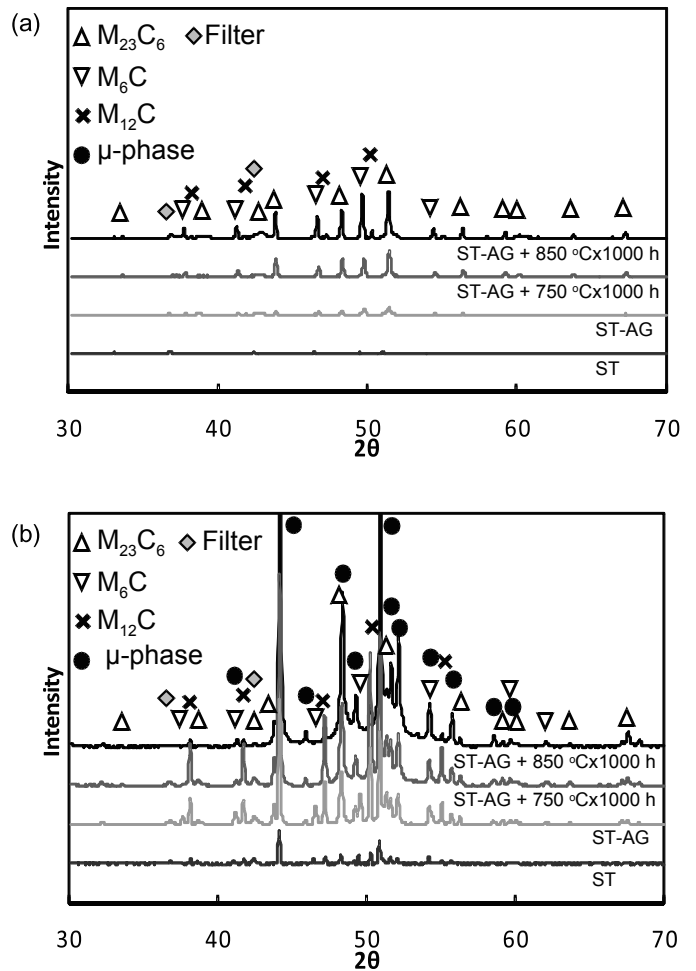 (a)
M23C6 Filter
M6C
M12C
μ-phase
Intensity
ST-AG + 850 °Cx1000 h
ST-AG + 750 °Cx1000 h
ST-AG
ST
30 40 50 60 70
2θ
(b)
M23C6 Filter
M6C
M12C
μ-phase
Intensity
ST-AG + 850 °Cx1000 h
ST-AG + 750 °Cx1000 h
ST-AG
ST
30 40 50 60 70
2θ